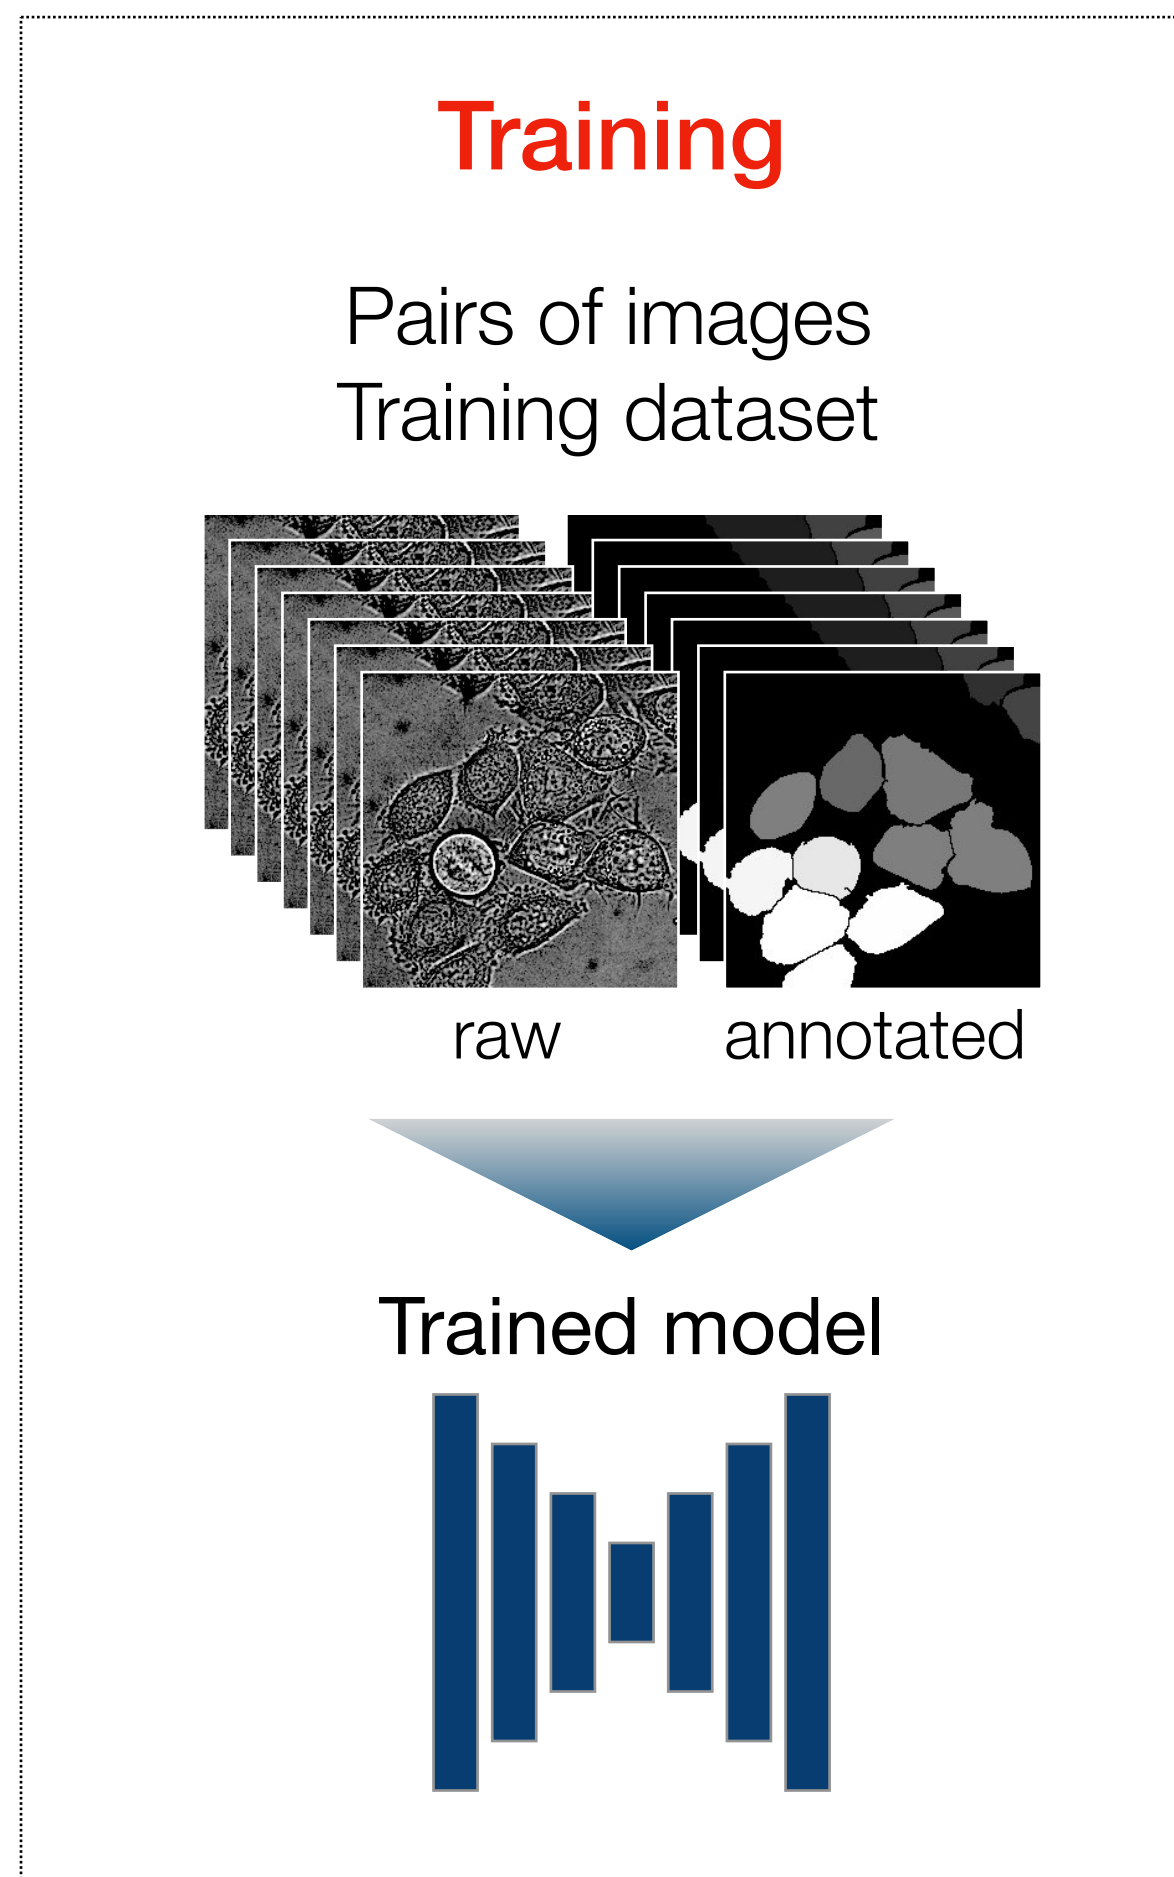 Training
Pairs of images
Training dataset
raw annotated
Trained model